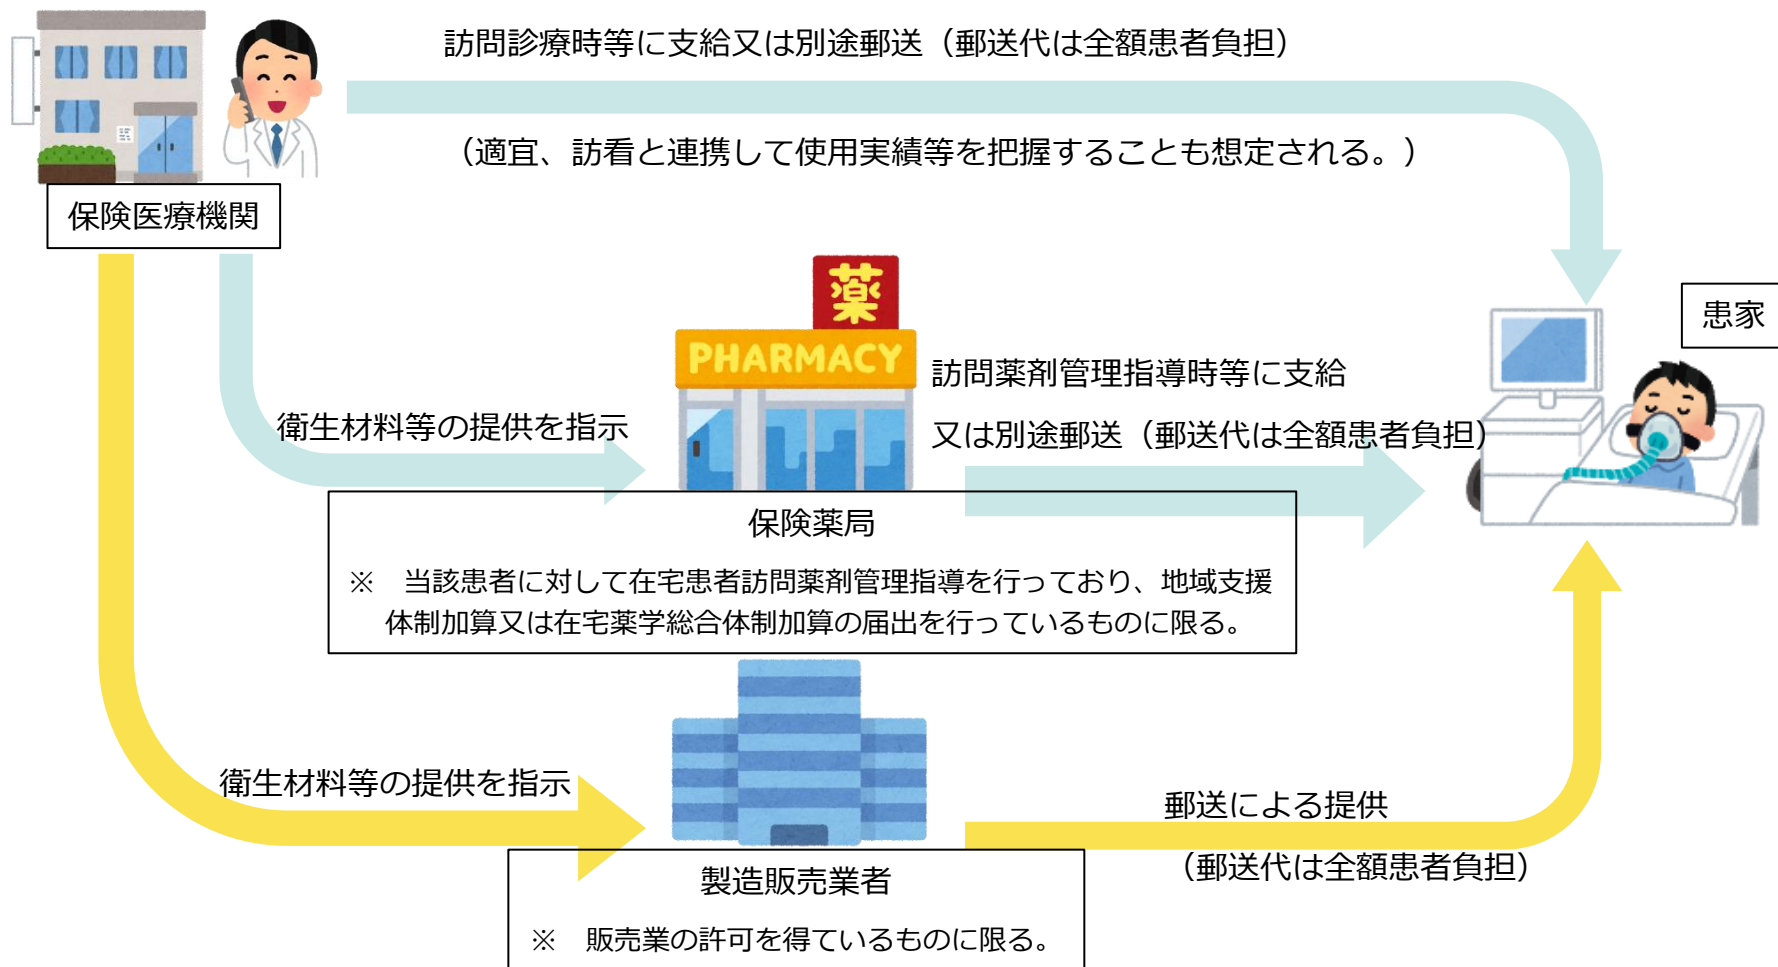 訪問診療時等に支給又は別途郵送（郵送代は全額患者負担）
（適宜、訪看と連携して使用実績等を把握することも想定される。）
保険医療機関
薬
PHARMACY
患家
訪問薬剤管理指導時等に支給
又は別途郵送（郵送代は全額患者負担）
衛生材料等の提供を指示
保険薬局
※　当該患者に対して在宅患者訪問薬剤管理指導を行っており、地域支援
体制加算又は在宅薬学総合体制加算の届出を行っているものに限る。
衛生材料等の提供を指示
郵送による提供
（郵送代は全額患者負担）
製造販売業者
※　販売業の許可を得ているものに限る。